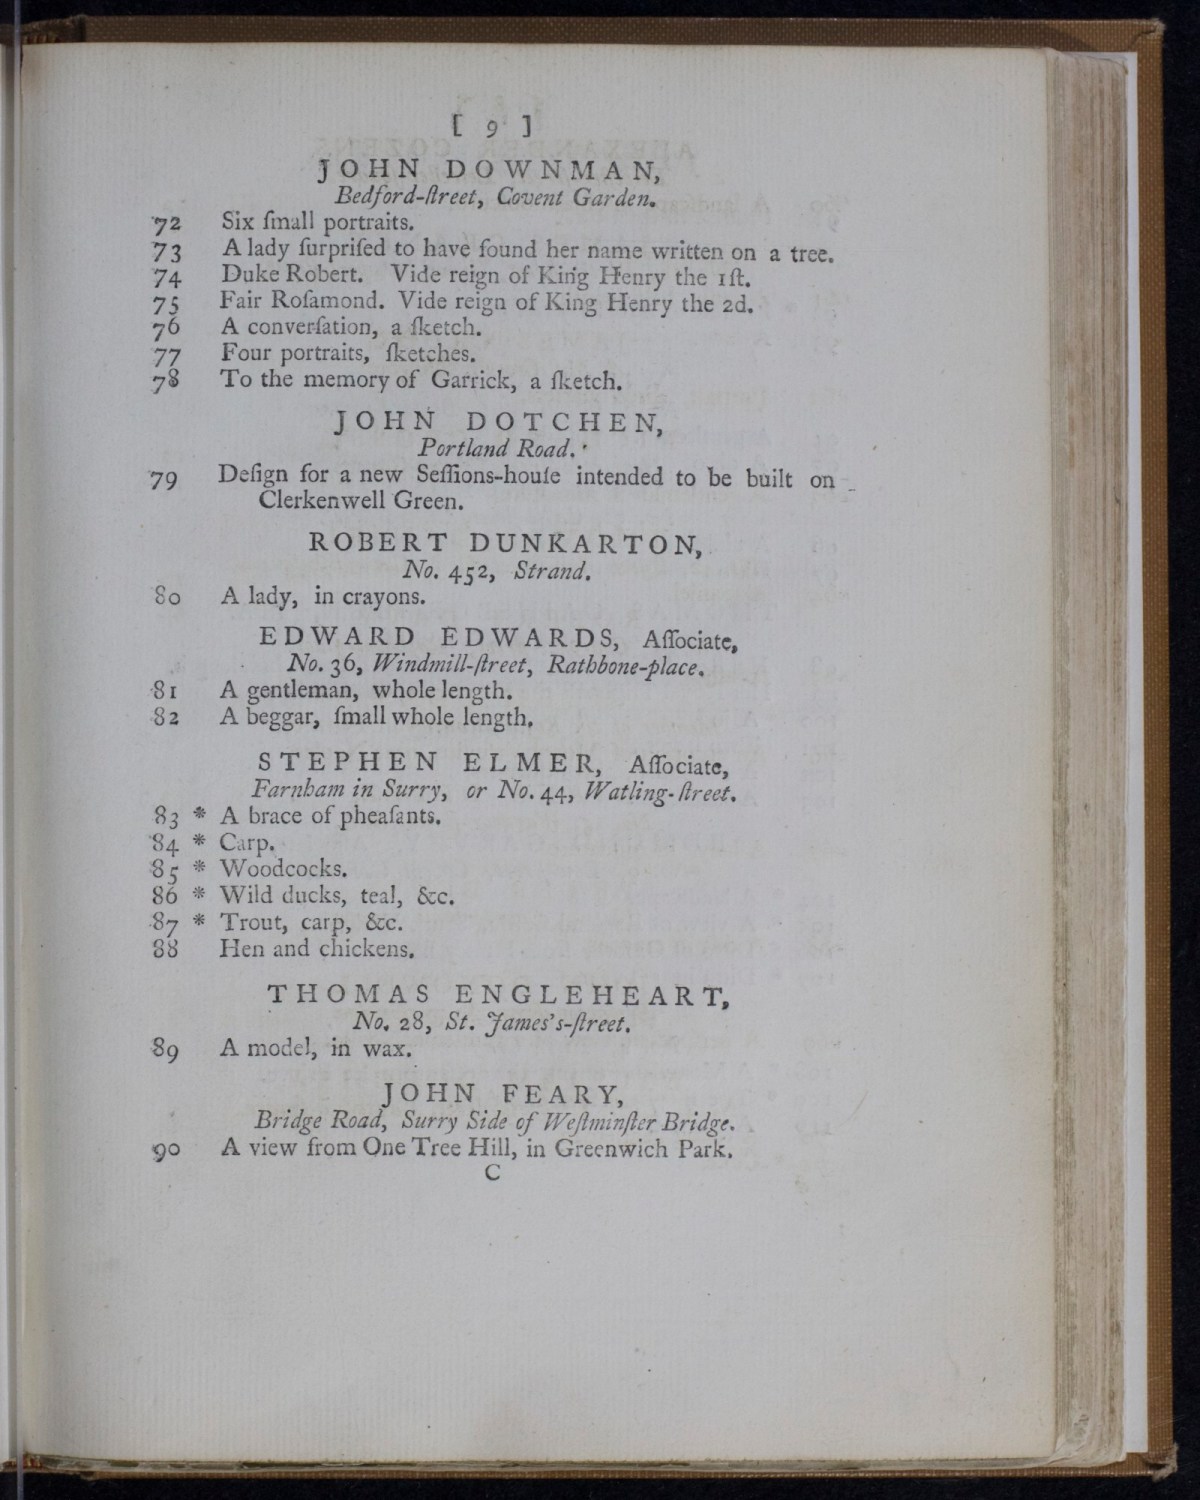 [ 9 ]
JOHN DOWNMAN,
Bedford-ſtreet, Covent Garden.
72 Six ſmall portraits.
73 A lady ſurpriſed to have found her name written on a tree.
74 Duke Robert. Vide reign of King Henry the 1ſt.
75 Fair Roſamond. Vide reign of King Henry the 2d.
76 A converſation, a ſketch.
77 Four portraits, ſketches.
78 To the memory of Garrick, a ſketch.
JOHN DOTCHEN,
Portland Road.
79 Deſign for a new Seſſions-houſe intended to be built on
Clerkenwell Green.
ROBERT DUNKARTON,
No. 452, Strand.
80 A lady, in crayons.
EDWARD EDWARDS, Aſſociate,
No. 36, Windmill-ſtreet, Rathbone-place.
81 A gentleman, whole length.
82 A beggar, ſmall whole length.
STEPHEN ELMER, Aſſociate,
Farnham in Surry, or No. 44, Watling-ſtreet.
83 * A brace of pheaſants.
84 * Carp.
85 * Woodcocks.
86 * Wild ducks, teal, &c.
87 * Trout, carp, &c.
88 Hen and chickens.
THOMAS ENGLEHEART,
No. 28, St. James's-ſtreet.
89 A model, in wax.
JOHN FEARY,
Bridge Road, Surry Side of Weſtminſter Bridge.
90 A view from One Tree Hill, in Greenwich Park.
C